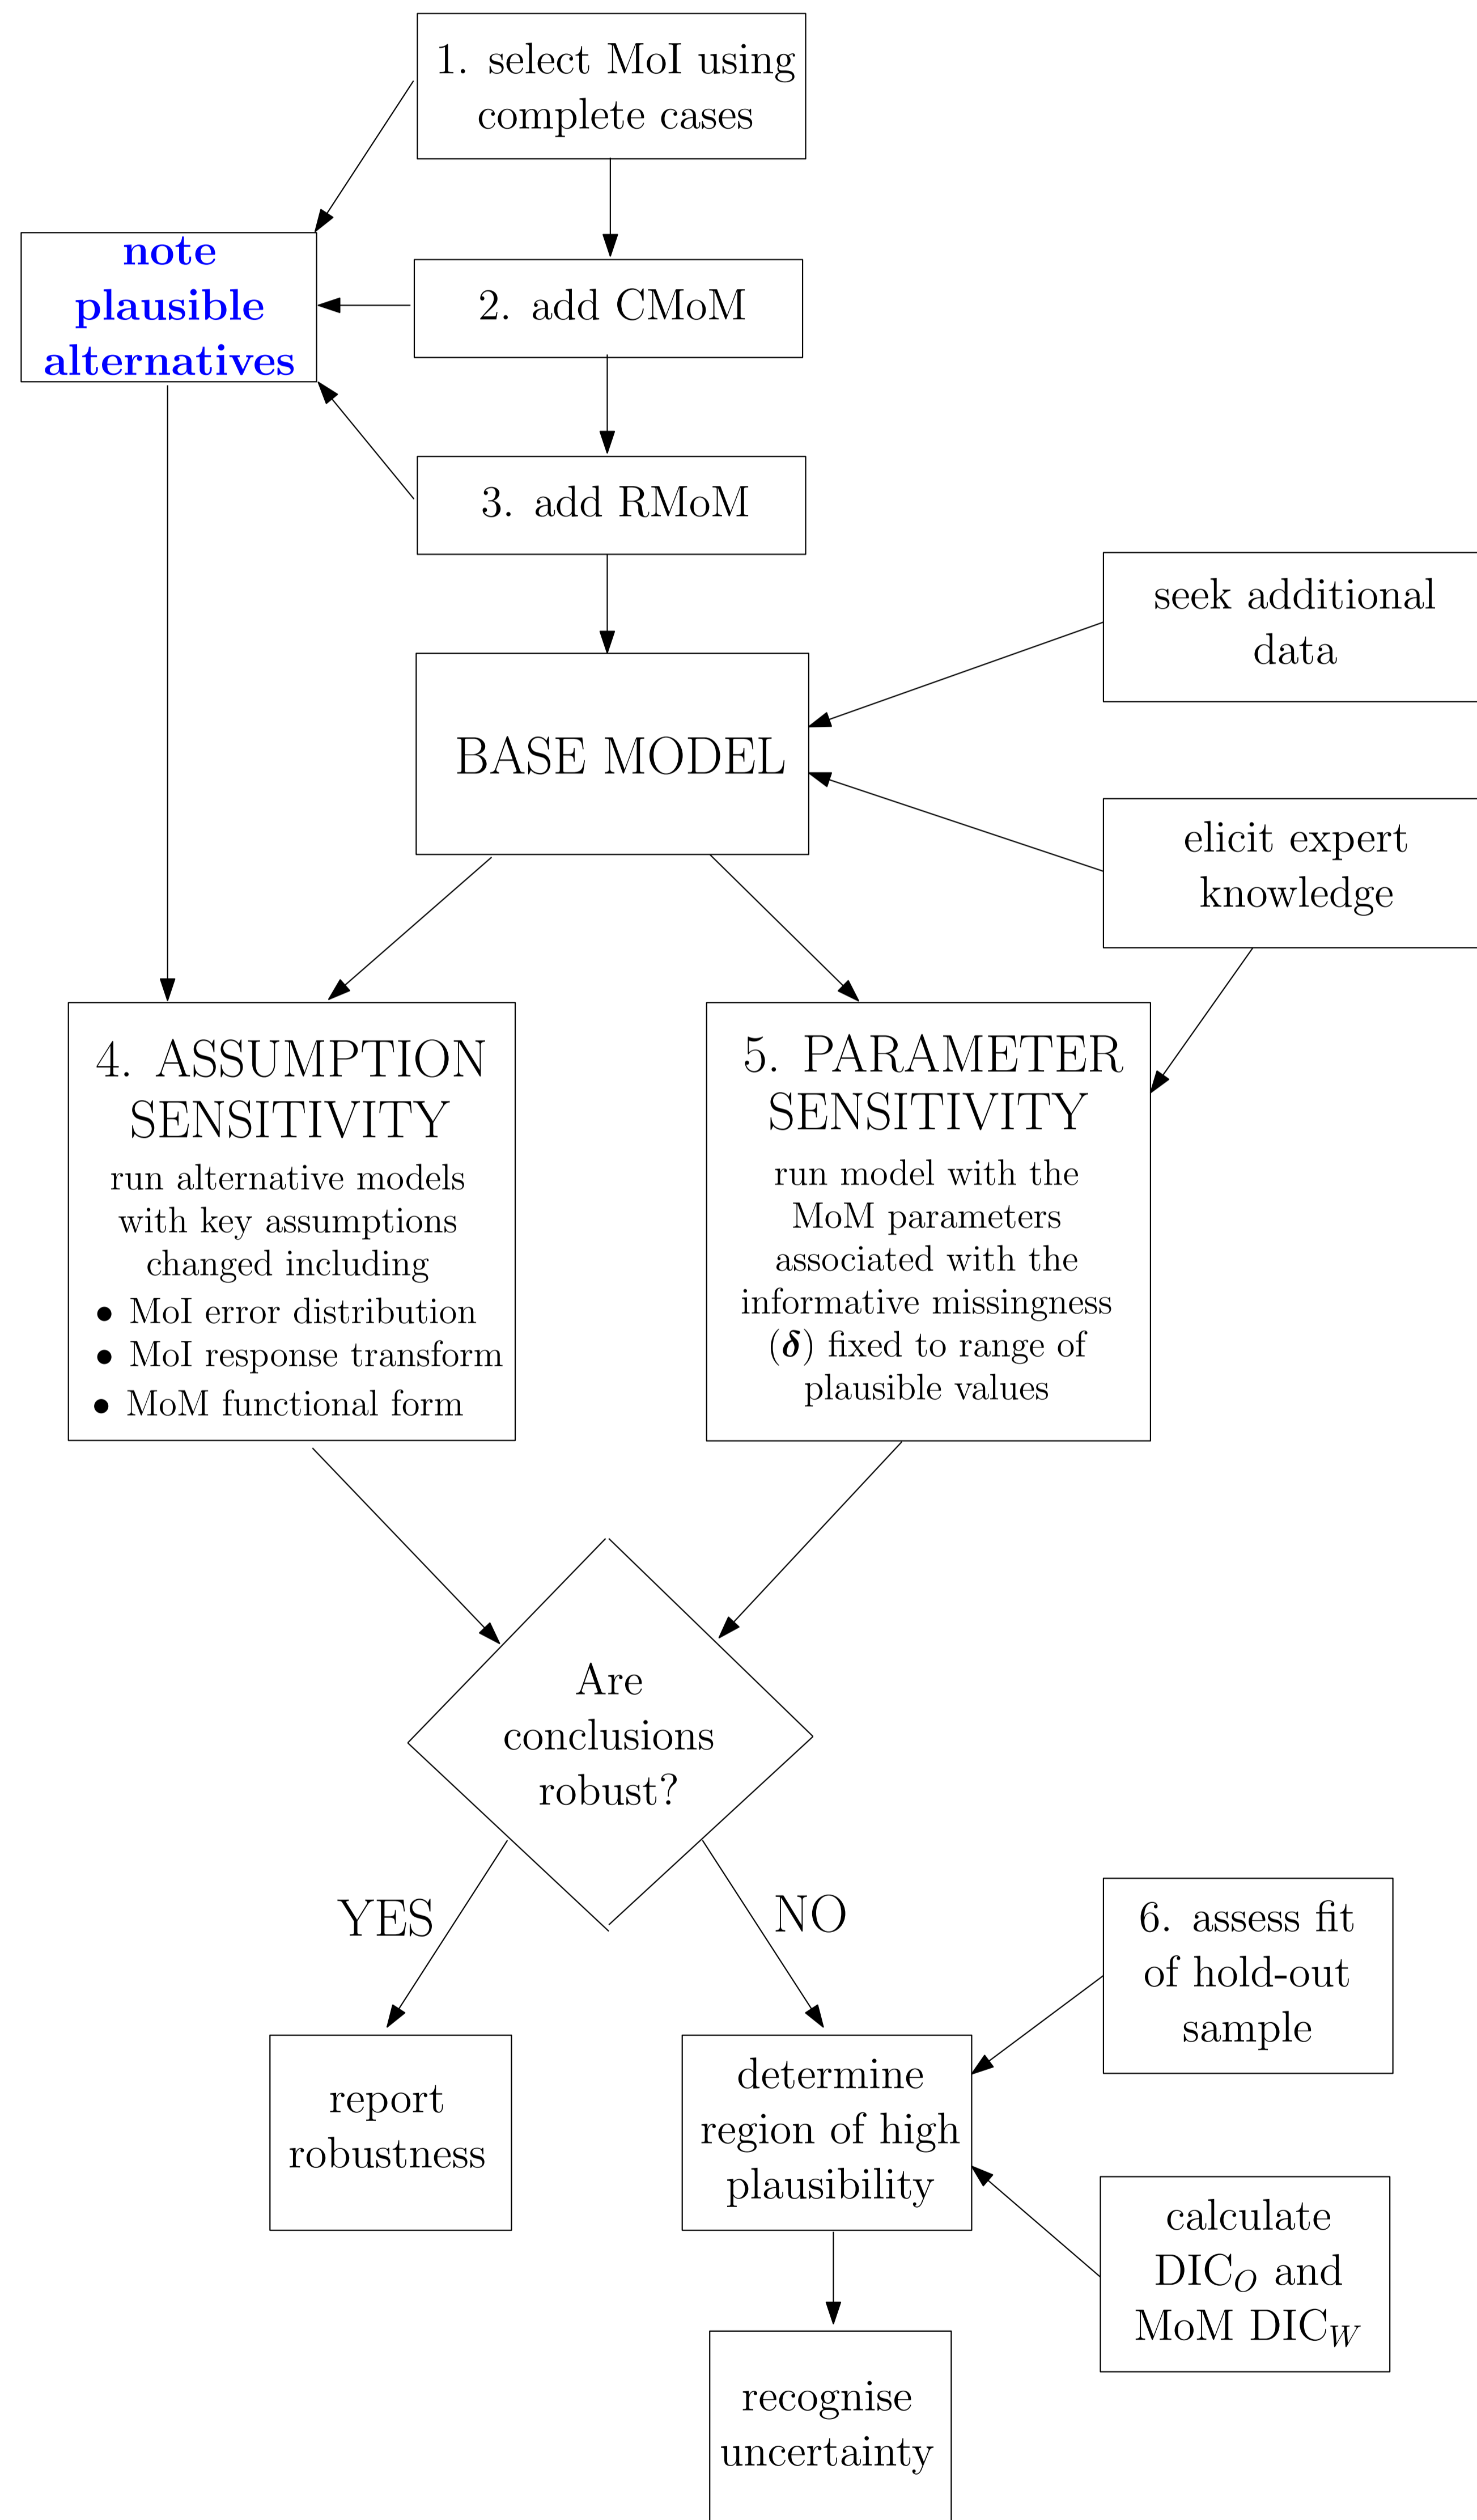 1. select MoI using
complete cases
note
plausible
alternatives
2. add CMoM
3. add RMoM
seek additional
data
BASE MODEL
elicit expert
knowledge
4. ASSUMPTION
SENSITIVITY
run alternative models
with key assumptions
changed including
• MoI error distribution
• MoI response transform
• MoM functional form
5. PARAMETER
SENSITIVITY
run model with the
MoM parameters
associated with the
informative missingness
(δ) fixed to range of
plausible values
Are
conclusions
robust?
YES
NO
6. assess fit
of hold-out
sample
report
robustness
determine
region of high
plausibility
calculate
DIC_O and
MoM DIC_W
recognise
uncertainty